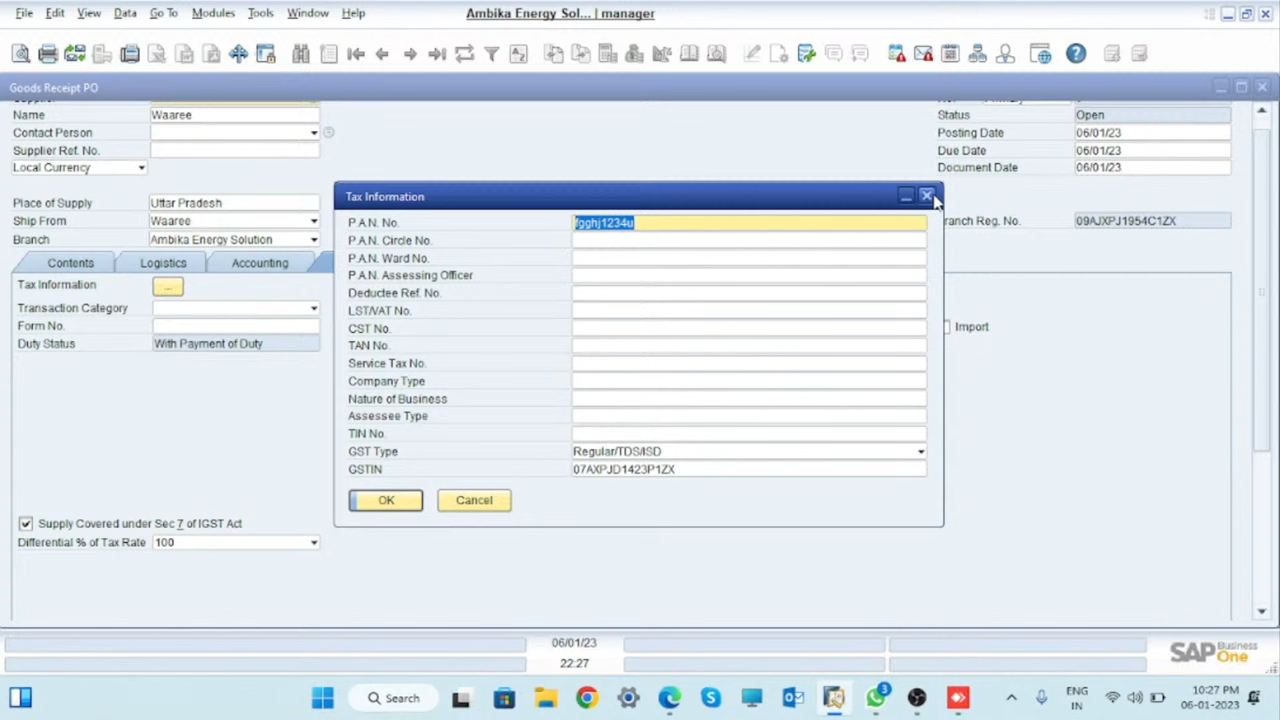 File Edit View Data Go To Modules Tools Window Help Ambika Energy Sol... | manager
Goods Receipt PO
Name Waaree Status Open
Contact Person Posting Date 06/01/23
Supplier Ref. No. Due Date 06/01/23
Local Currency Document Date 06/01/23
Place of Supply Uttar Pradesh
Ship From Waaree ranch Reg. No. 09AJXPJ1954C1ZX
Branch Ambika Energy Solution
Contents Logistics Accounting
Tax Information ...
Transaction Category
Form No.
Duty Status With Payment of Duty
Import
Supply Covered under Sec 7 of IGST Act
Differential % of Tax Rate 100
Tax Information
P.A.N. No. fgghj1234u
P.A.N. Circle No.
P.A.N. Ward No.
P.A.N. Assessing Officer
Deductee Ref. No.
LST/VAT No.
CST No.
TAN No.
Service Tax No.
Company Type
Nature of Business
Assessee Type
TIN No.
GST Type Regular/TDS/ISD
GSTIN 07AXPJD1423P1ZX
OK Cancel
06/01/23
22:27
SAP Business One
Search
3
ENG
IN
10:27 PM
06-01-2023